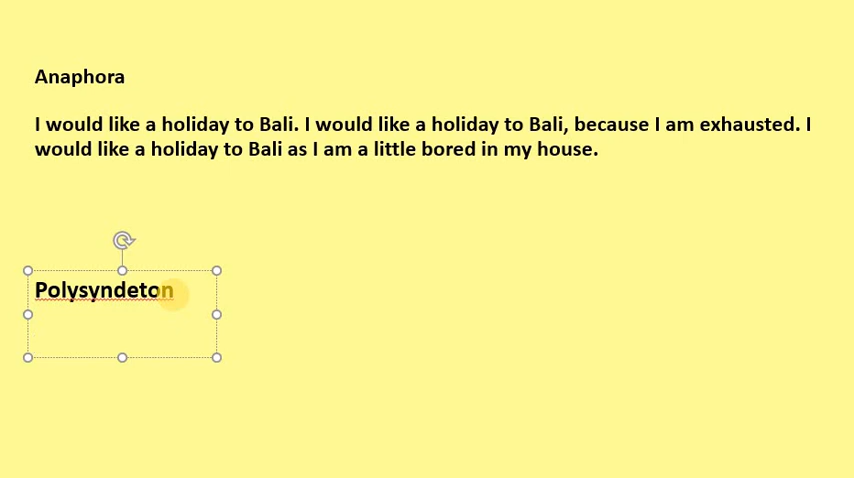 Anaphora
I would like a holiday to Bali. I would like a holiday to Bali, because I am exhausted. I
would like a holiday to Bali as I am a little bored in my house.
Polysyndeton